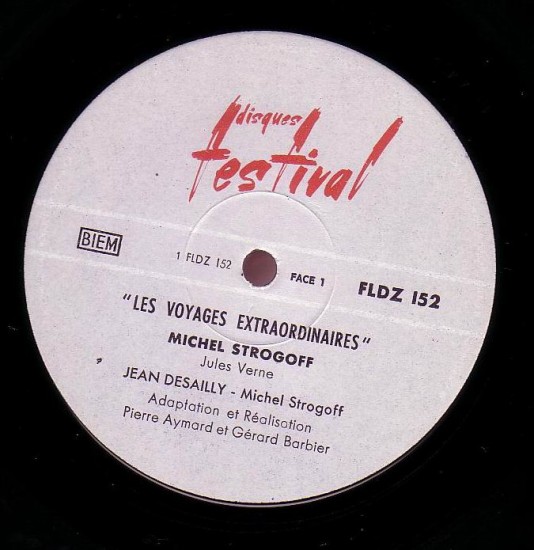 disques
festival
BIEM
1 FLDZ 152
FACE 1
FLDZ 152
"LES VOYAGES EXTRAORDINAIRES"
MICHEL STROGOFF
Jules Verne
JEAN DESAILLY - Michel Strogoff
Adaptation et Réalisation
Pierre Aymard et Gérard Barbier